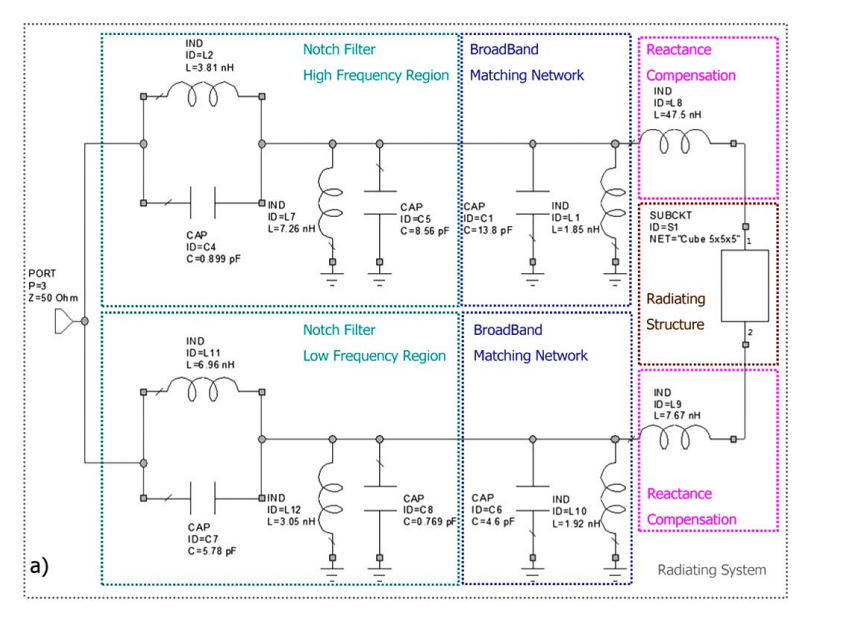 IND
ID=L2
L=3.81 nH
Notch Filter
High Frequency Region
BroadBand
Matching Network
Reactance
Compensation
IND
ID=L8
L=47.5 nH
CAP
ID=C4
C=0.899 pF
IND
ID=L7
L=7.26 nH
CAP
ID=C5
C=8.56 pF
CAP
ID=C1
C=13.8 pF
IND
ID=L1
L=1.85 nH
SUBCKT
ID=S1
NET="Cube 5x5x5"
1
Radiating
Structure
2
PORT
P=3
Z=50 Ohm
IND
ID=L11
L=6.96 nH
Notch Filter
Low Frequency Region
BroadBand
Matching Network
IND
ID=L9
L=7.67 nH
CAP
ID=C7
C=5.78 pF
IND
ID=L12
L=3.05 nH
CAP
ID=C8
C=0.769 pF
CAP
ID=C6
C=4.6 pF
IND
ID=L10
L=1.92 nH
Reactance
Compensation
a)
Radiating System